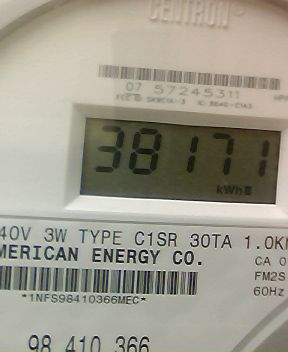 CENTRON®
07 57245311
38171
kWh
40V 3W TYPE C1SR 30TA 1.0K
MERICAN ENERGY CO.
CA 0
FM2S
60Hz
*1NFS98410366MEC*
98 410 366